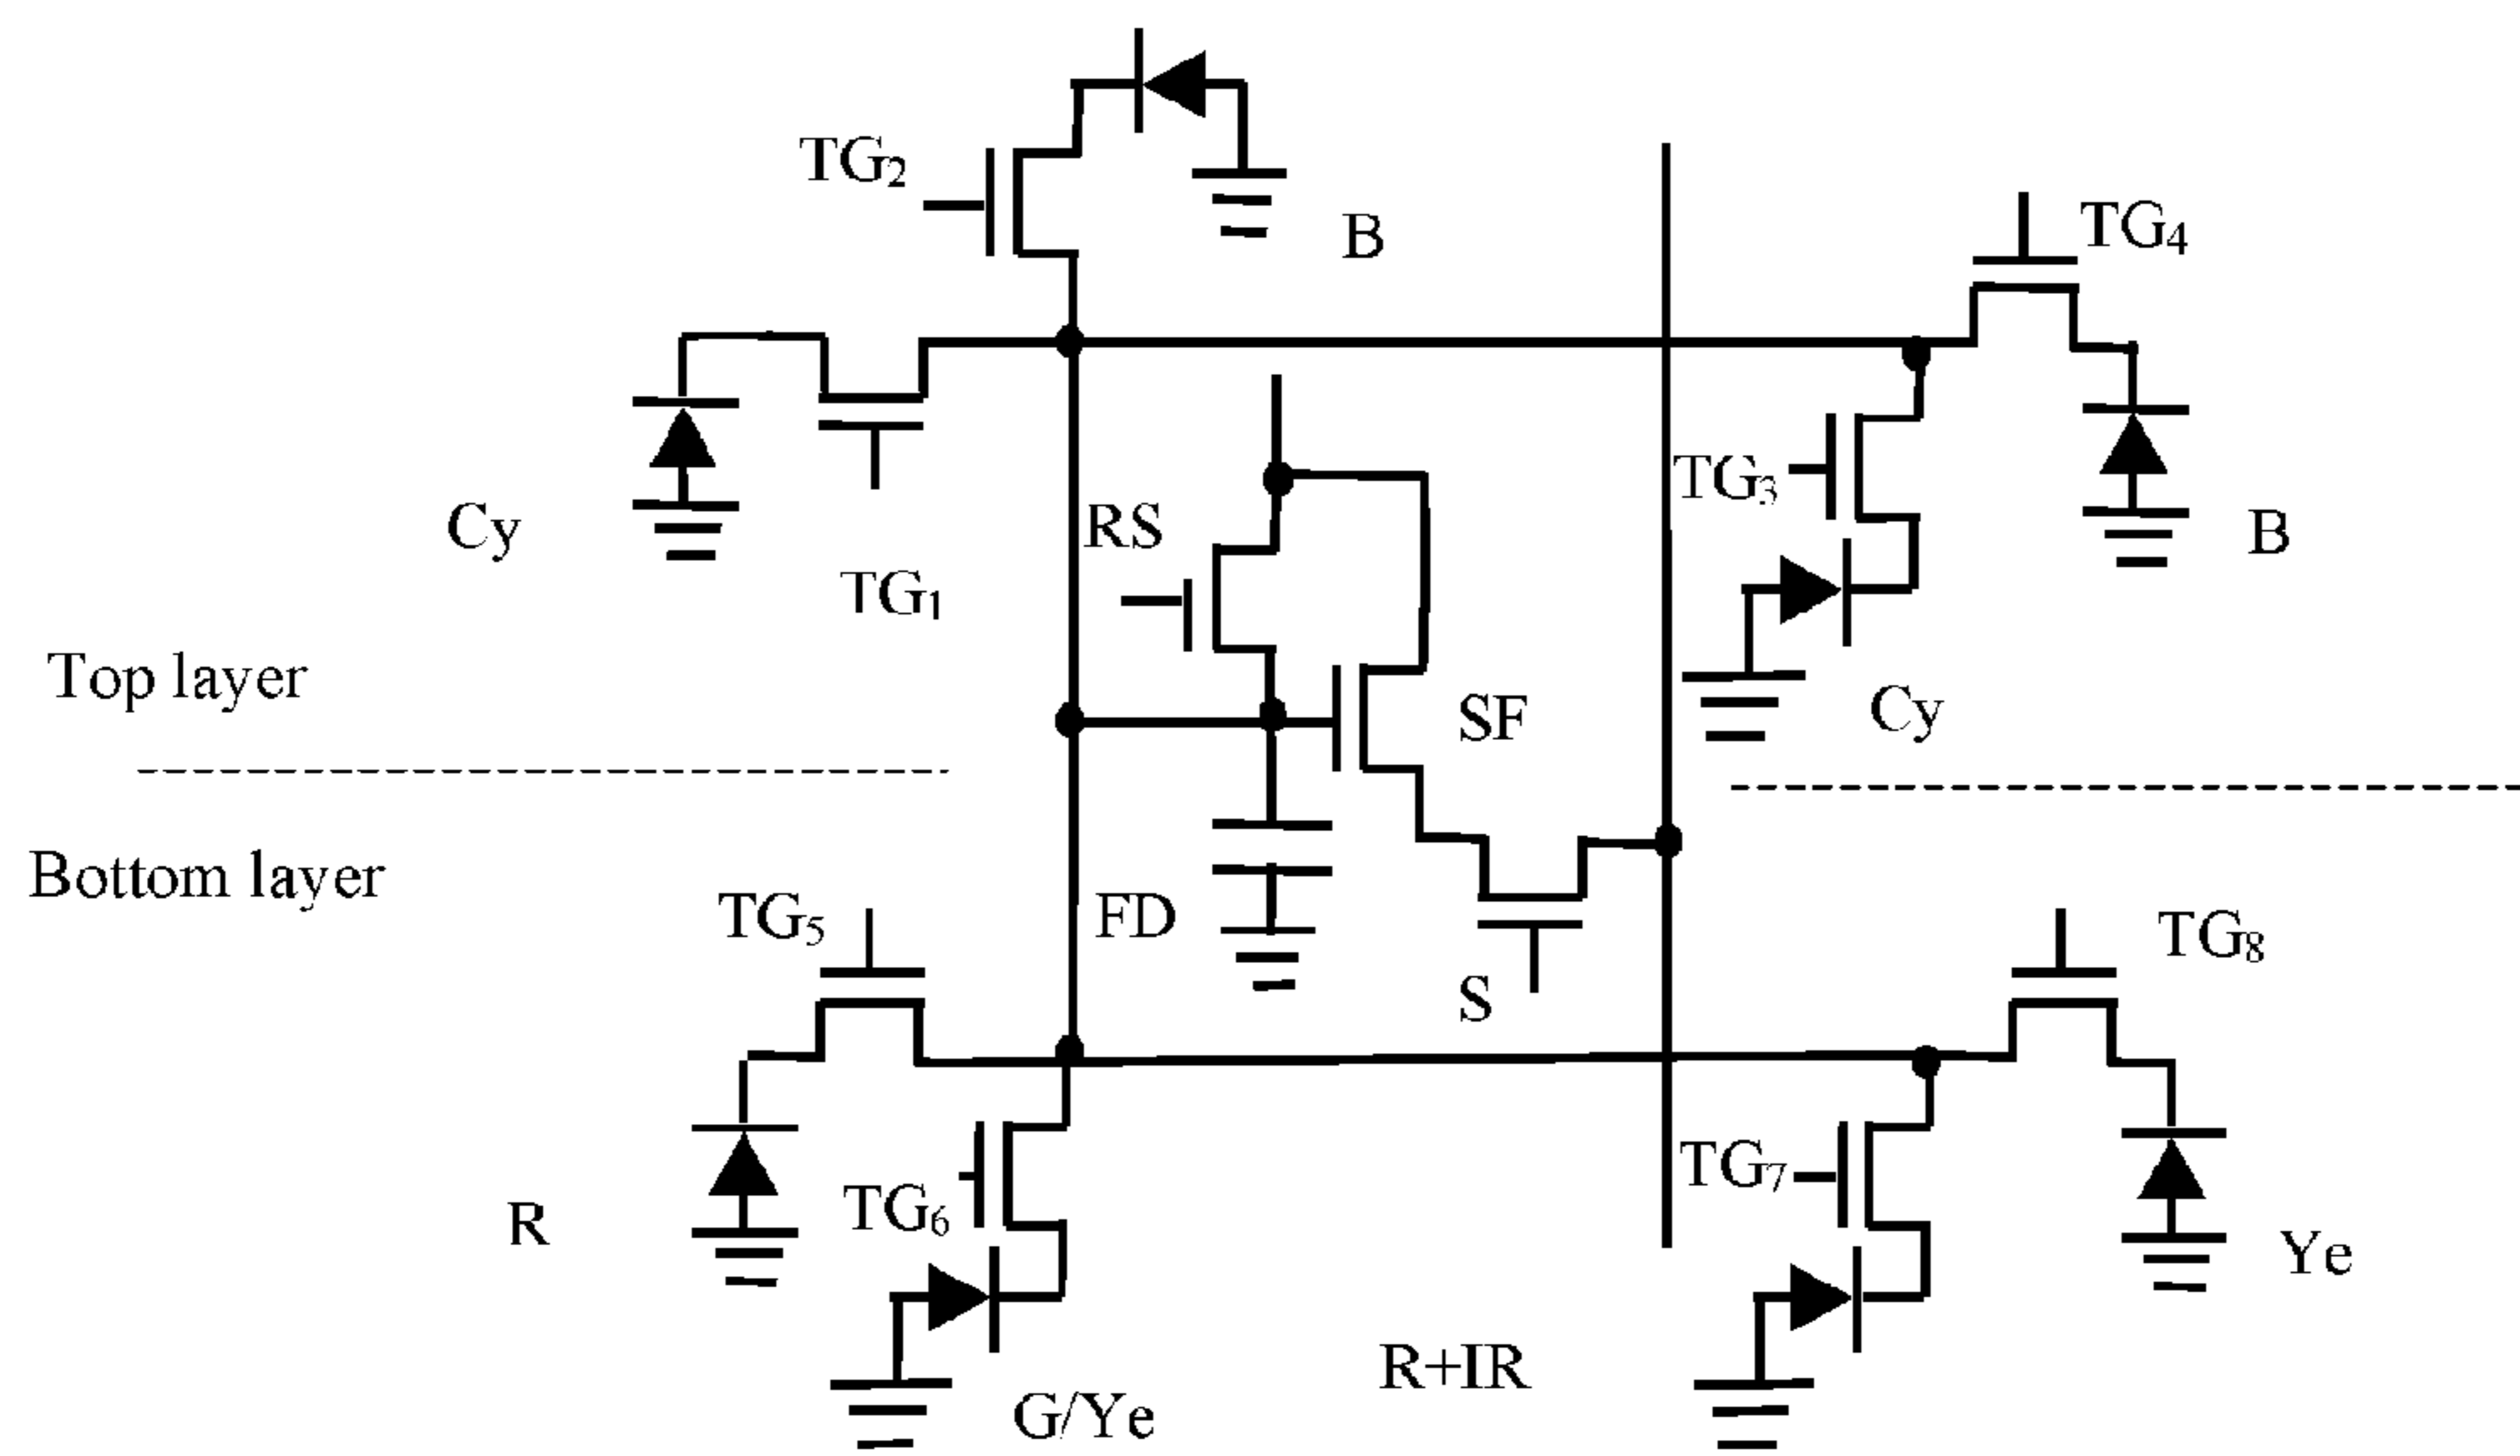 TG2
B
TG4
TG3
B
Cy
RS
TG1
Top layer
SF
Cy
Bottom layer
TG5
FD
TG8
S
TG7
R
TG6
Ye
R+IR
G/Ye